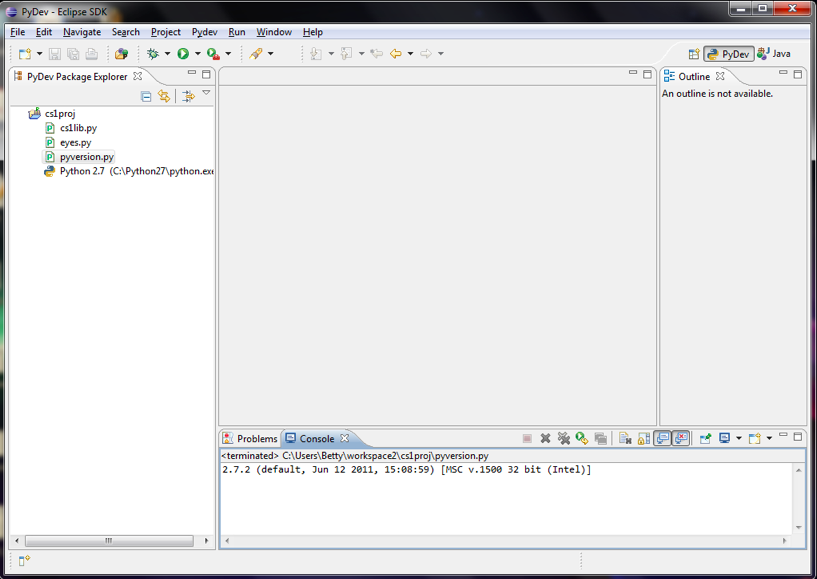 PyDev - Eclipse SDK
File Edit Navigate Search Project Pydev Run Window Help
PyDev Java
PyDev Package Explorer
cs1proj
cs1lib.py
eyes.py
pyversion.py
Python 2.7 (C:\Python27\python.exe
Outline
An outline is not available.
Problems Console
<terminated> C:\Users\Betty\workspace2\cs1proj\pyversion.py
2.7.2 (default, Jun 12 2011, 15:08:59) [MSC v.1500 32 bit (Intel)]